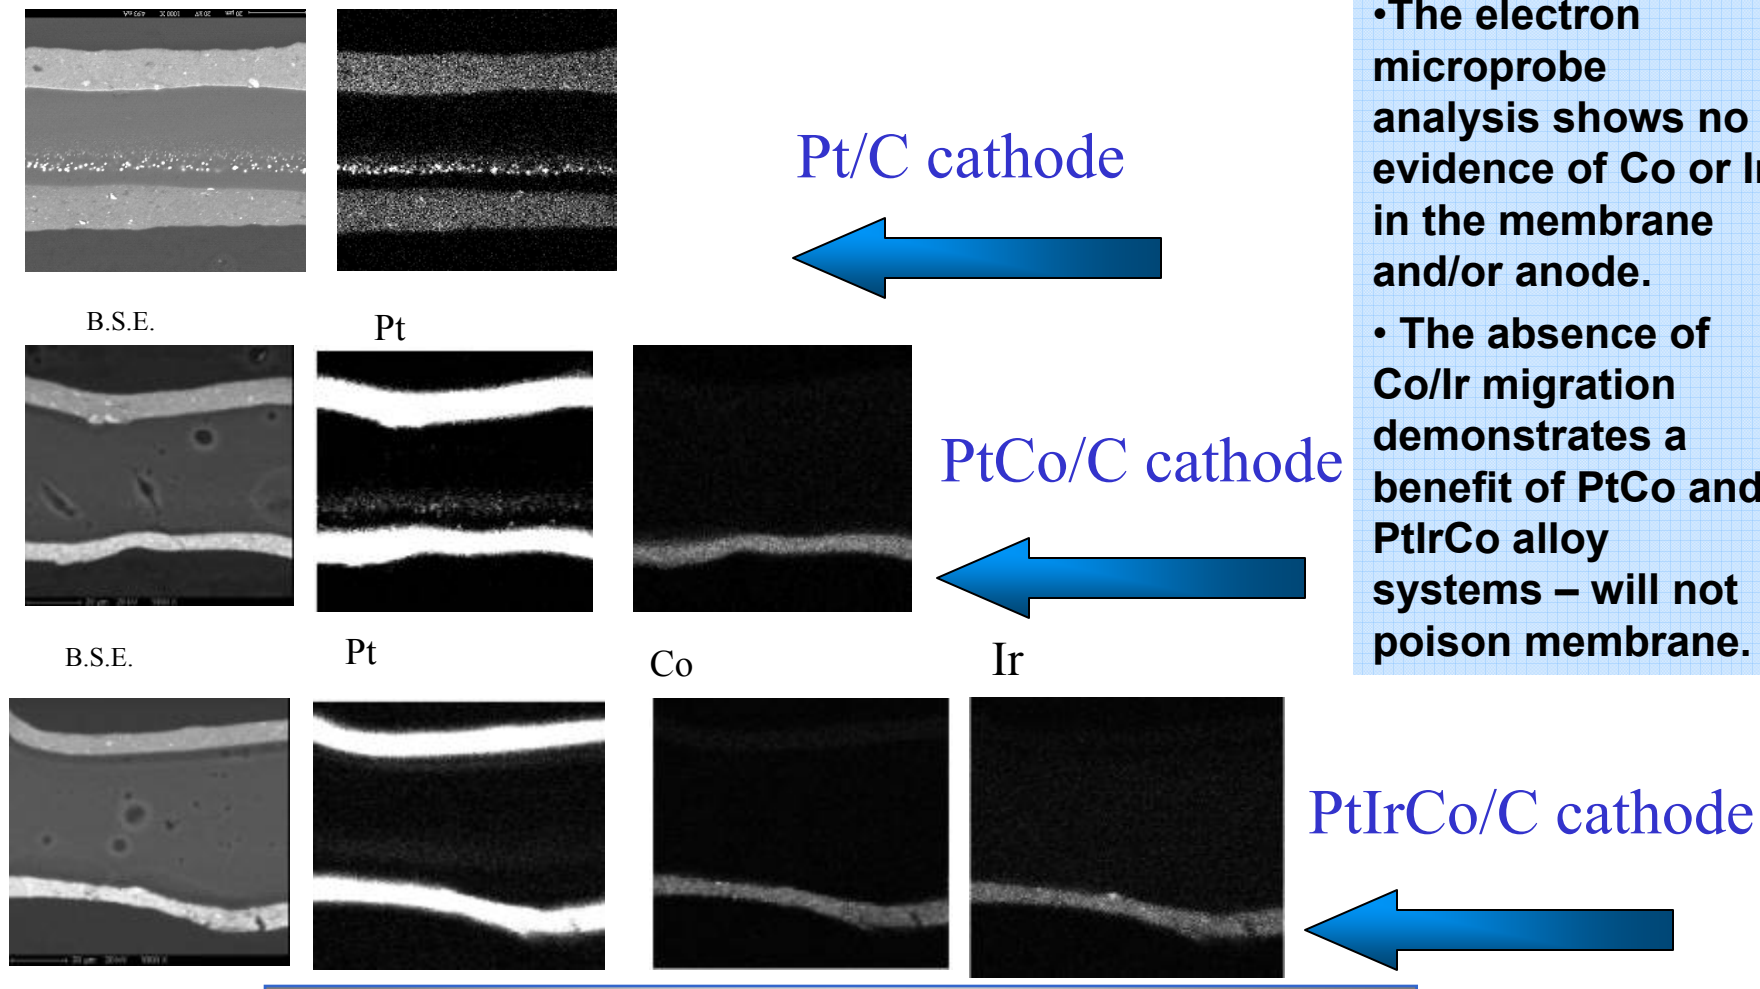 Pt/C cathode
B.S.E.
Pt
PtCo/C cathode
B.S.E.
Pt
Co
Ir
PtIrCo/C cathode
•The electron
microprobe
analysis shows no
evidence of Co or Ir
in the membrane
and/or anode.
• The absence of
Co/Ir migration
demonstrates a
benefit of PtCo and
PtIrCo alloy
systems – will not
poison membrane.